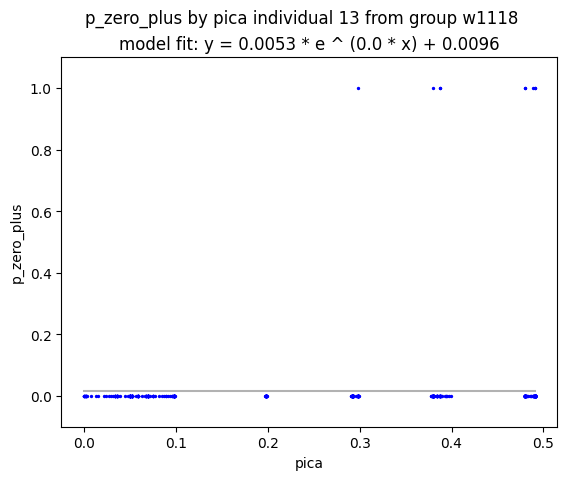 p_zero_plus by pica individual 13 from group w1118
model fit: y = 0.0053 * e ^ (0.0 * x) + 0.0096
1.0
0.8
0.6
0.4
0.2
0.0
p_zero_plus
0.0 0.1 0.2 0.3 0.4 0.5
pica